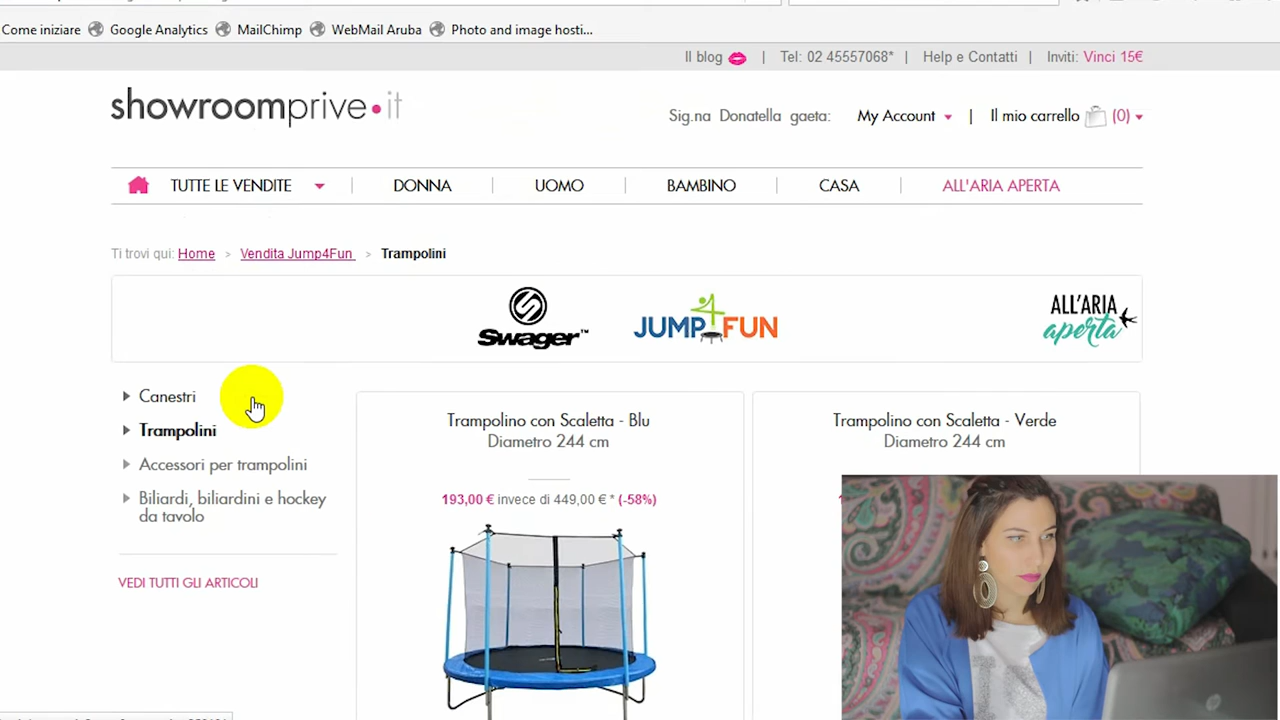 Come iniziare Google Analytics MailChimp WebMail Aruba Photo and image hosti...
Il blog | Tel: 02 45557068* | Help e Contatti | Inviti: Vinci 15€
showroomprive•it
Sig.na Donatella gaeta: My Account | Il mio carrello (0)
TUTTE LE VENDITE | DONNA | UOMO | BAMBINO | CASA | ALL'ARIA APERTA
Ti trovi qui: Home > Vendita Jump4Fun > Trampolini
SWAGER™
JUMP4FUN
ALL'ARIA
aperta
Canestri
Trampolini
Accessori per trampolini
Biliardi, biliardini e hockey
da tavolo
VEDI TUTTI GLI ARTICOLI
Trampolino con Scaletta - Blu
Diametro 244 cm
193,00 € invece di 449,00 € * (-58%)
Trampolino con Scaletta - Verde
Diametro 244 cm